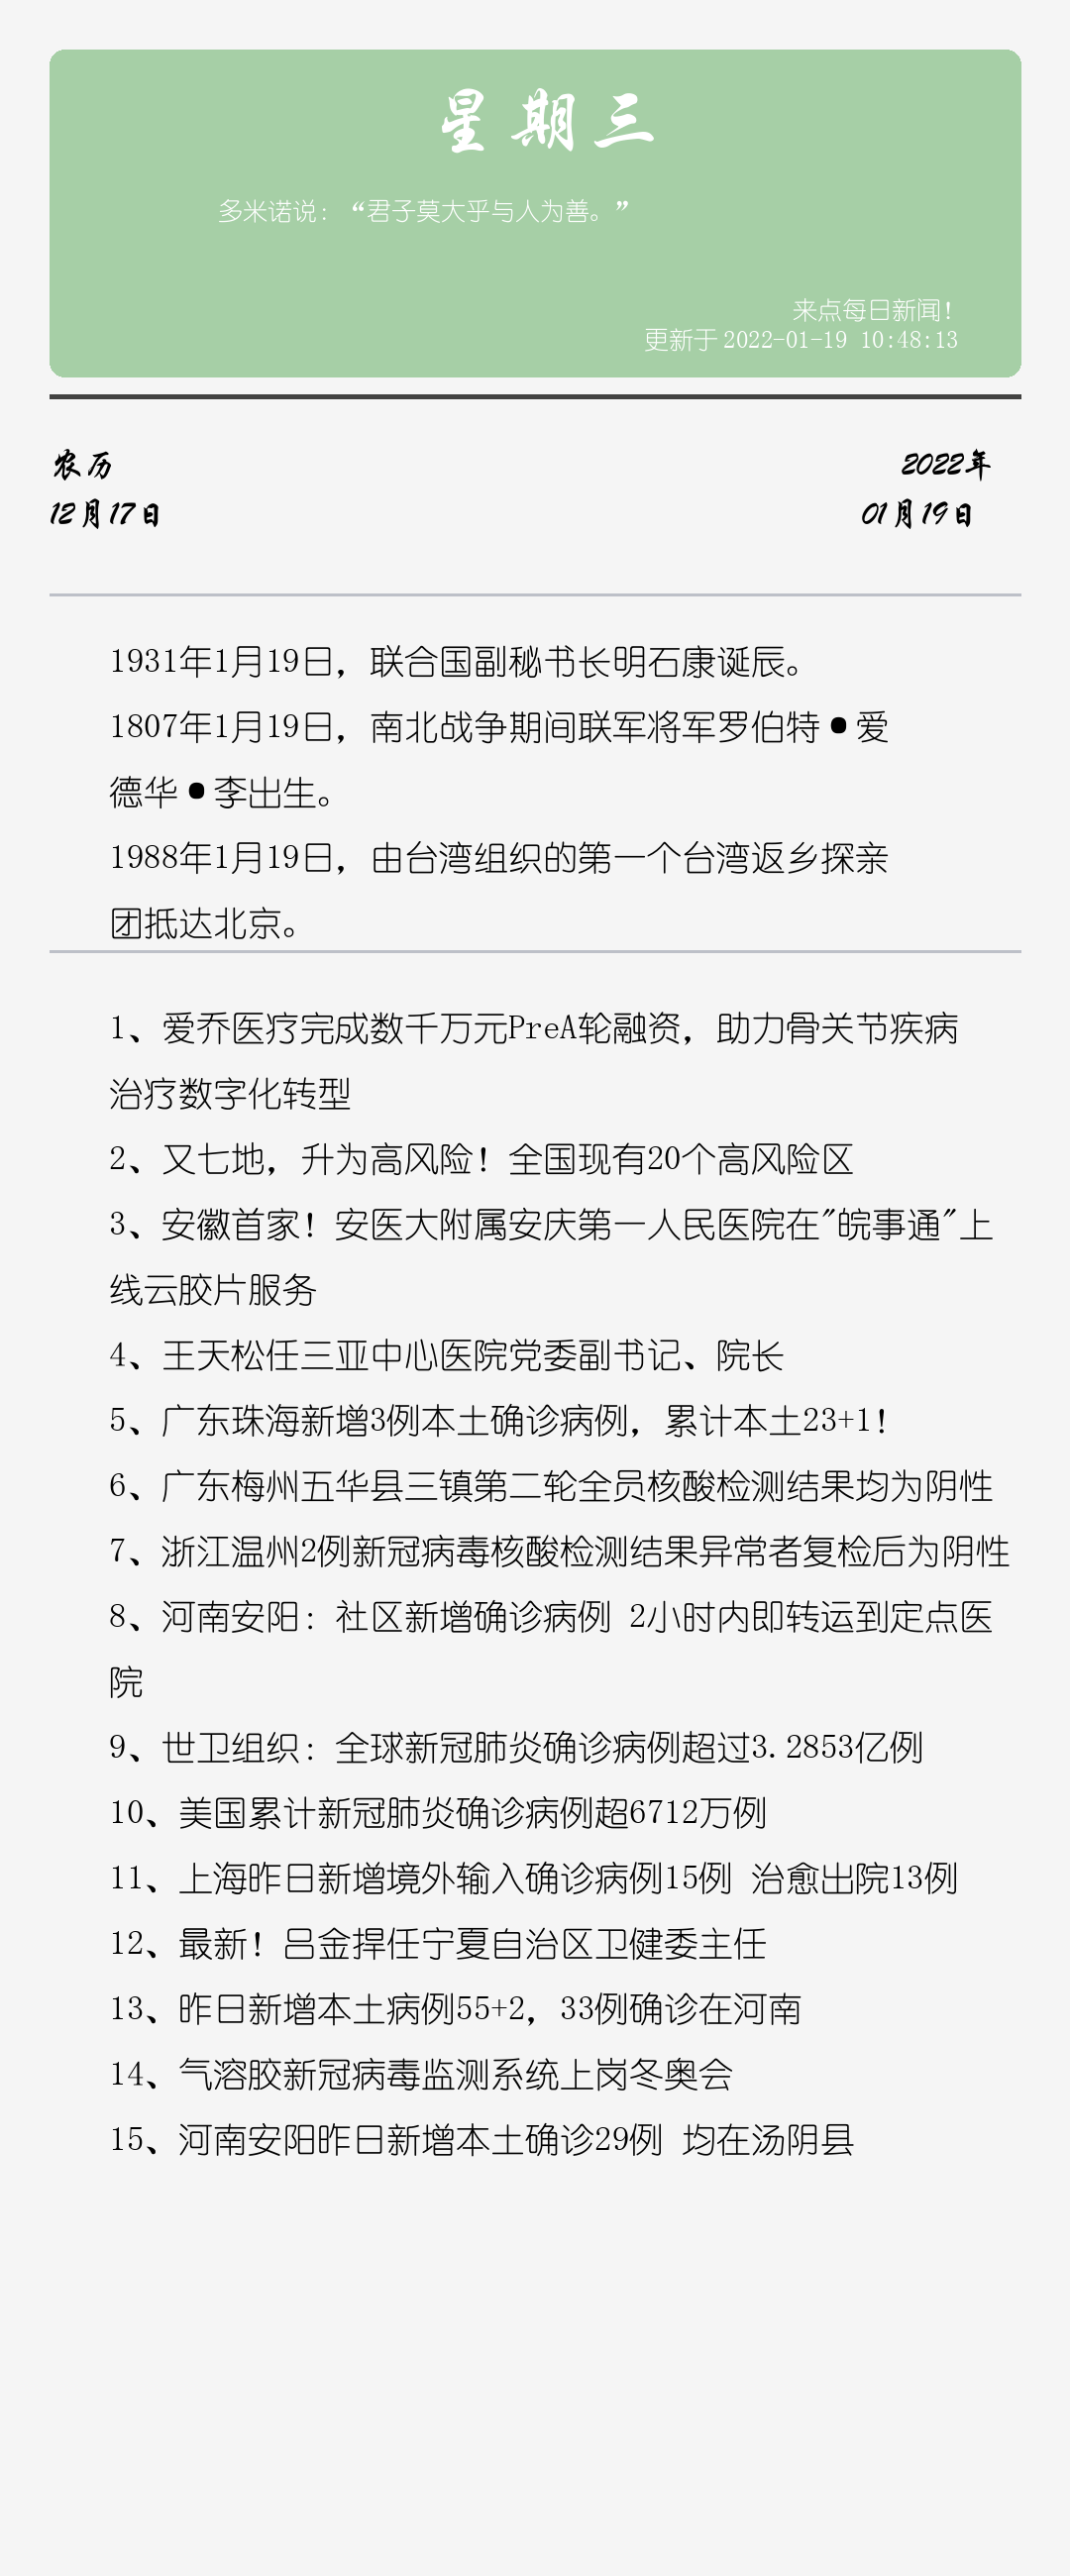 星期三
多米诺说：“君子莫大乎与人为善。”
来点每日新闻！
更新于2022-01-19 10:48:13
农历
2022年
12月17日
01月19日
1931年1月19日，联合国副秘书长明石康诞辰。
1807年1月19日，南北战争期间联军将军罗伯特•爱
德华•李出生。
1988年1月19日，由台湾组织的第一个台湾返乡探亲
团抵达北京。
1、爱乔医疗完成数千万元PreA轮融资，助力骨关节疾病
治疗数字化转型
2、又七地，升为高风险！全国现有20个高风险区
3、安徽首家！安医大附属安庆第一人民医院在"皖事通"上
线云胶片服务
4、王天松任三亚中心医院党委副书记、院长
5、广东珠海新增3例本土确诊病例，累计本土23+1！
6、广东梅州五华县三镇第二轮全员核酸检测结果均为阴性
7、浙江温州2例新冠病毒核酸检测结果异常者复检后为阴性
8、河南安阳：社区新增确诊病例 2小时内即转运到定点医
院
9、世卫组织：全球新冠肺炎确诊病例超过3.2853亿例
10、美国累计新冠肺炎确诊病例超6712万例
11、上海昨日新增境外输入确诊病例15例 治愈出院13例
12、最新！吕金捍任宁夏自治区卫健委主任
13、昨日新增本土病例55+2，33例确诊在河南
14、气溶胶新冠病毒监测系统上岗冬奥会
15、河南安阳昨日新增本土确诊29例 均在汤阴县